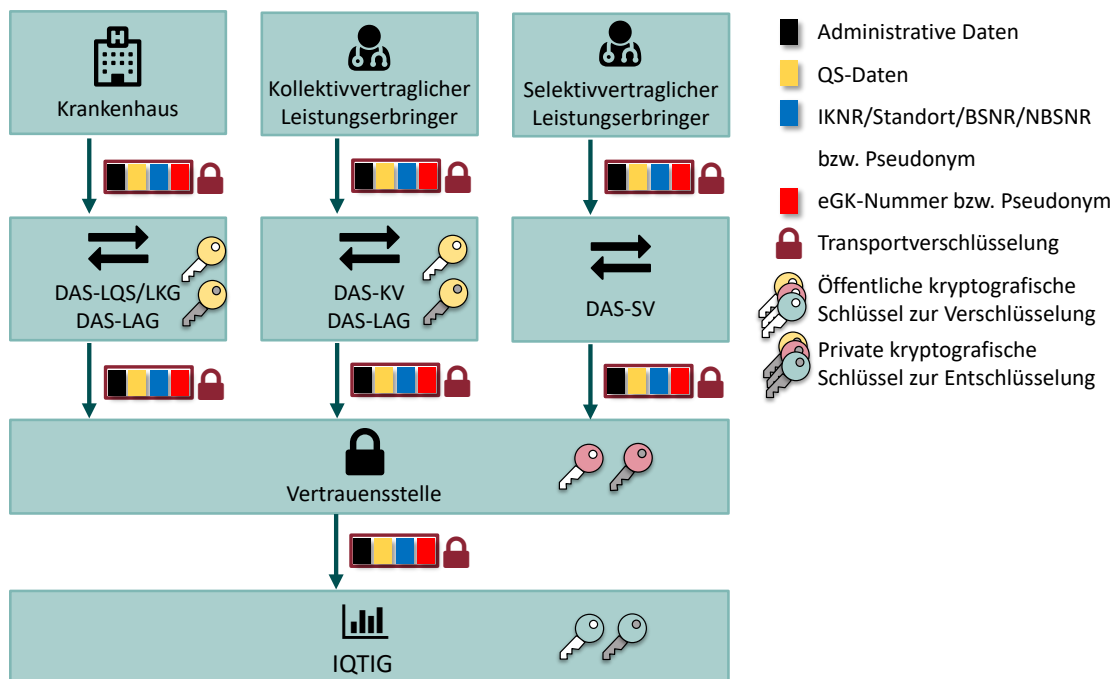 H
Krankenhaus
Kollektivvertraglicher
Leistungserbringer
Selektivvertraglicher
Leistungserbringer
DAS-LQS/LKG
DAS-LAG
DAS-KV
DAS-LAG
DAS-SV
Vertrauensstelle
IQTIG
Administrative Daten
QS-Daten
IKNR/Standort/BSNR/NBSNR
bzw. Pseudonym
eGK-Nummer bzw. Pseudonym
Transportverschlüsselung
Öffentliche kryptografische
Schlüssel zur Verschlüsselung
Private kryptografische
Schlüssel zur Entschlüsselung